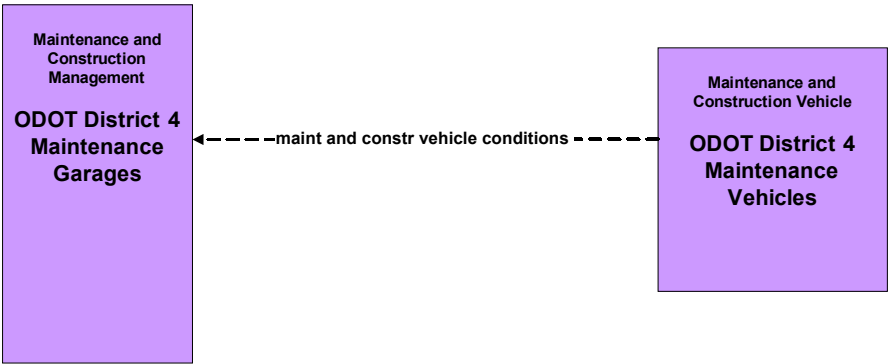 Maintenance and
Construction
Management
ODOT District 4
Maintenance
Garages
maint and constr vehicle conditions
Maintenance and
Construction Vehicle
ODOT District 4
Maintenance
Vehicles